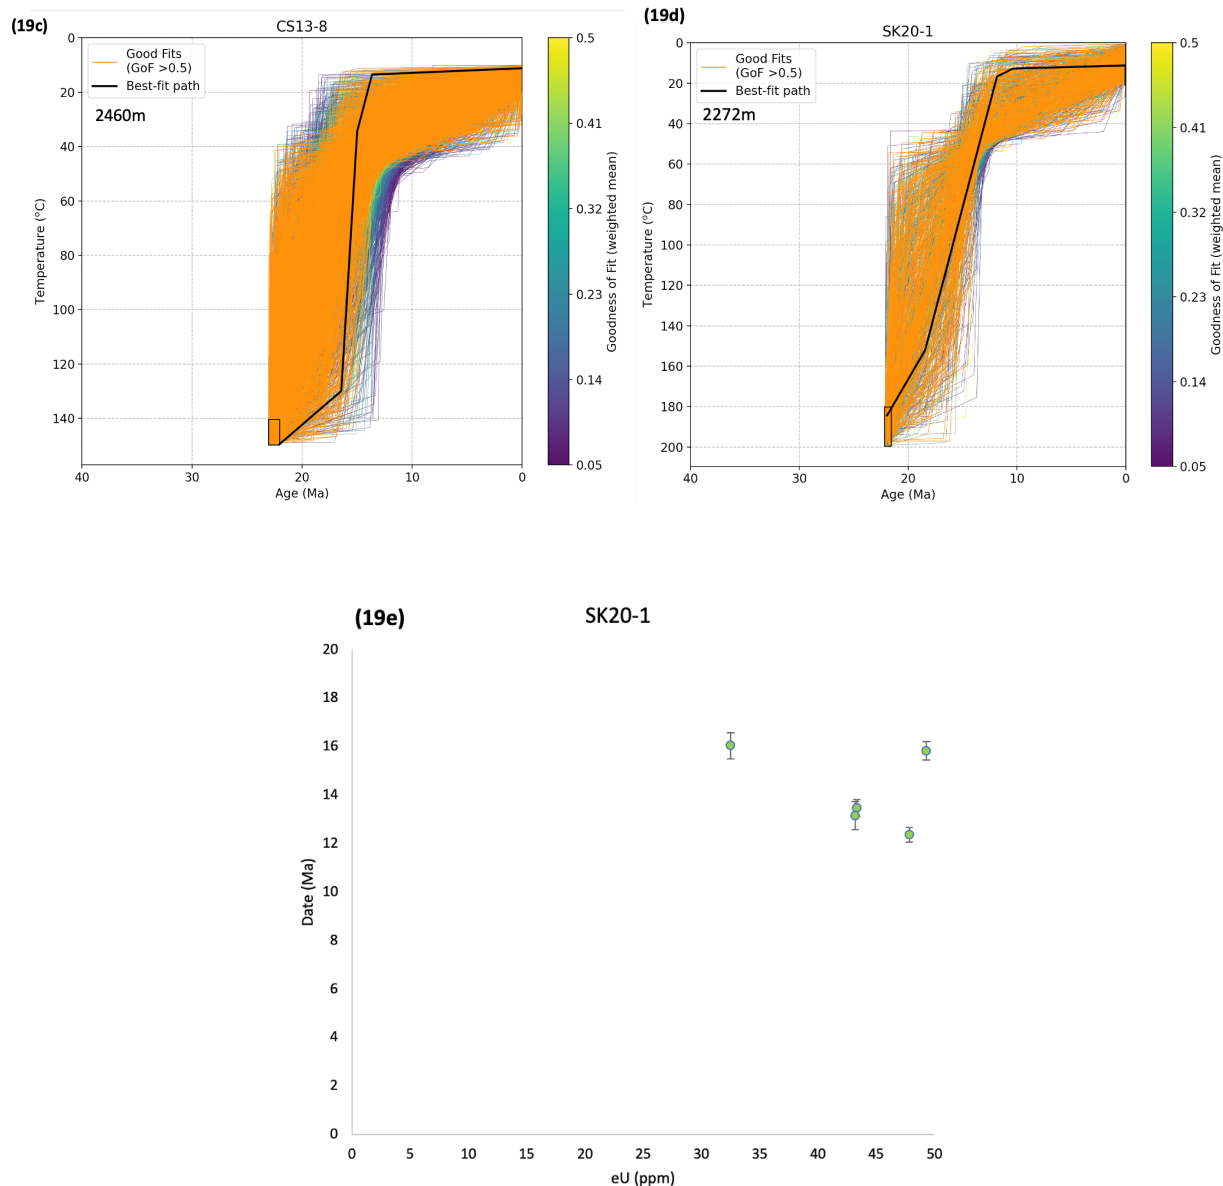 (19c)
CS13-8
Good Fits
(GoF >0.5)
Best-fit path
2460m
0
20
40
60
80
100
120
140
Temperature (°C)
40
30
20
10
0
Age (Ma)
0.5
0.41
0.32
0.23
0.14
0.05
Goodness of Fit (weighted mean)
(19d)
SK20-1
Good Fits
(GoF >0.5)
Best-fit path
2272m
0
20
40
60
80
100
120
140
160
180
200
Temperature (°C)
40
30
20
10
0
Age (Ma)
0.5
0.41
0.32
0.23
0.14
0.05
Goodness of Fit (weighted mean)
(19e)
SK20-1
20
18
16
14
12
10
8
6
4
2
0
Date (Ma)
0
5
10
15
20
25
30
35
40
45
50
eU (ppm)